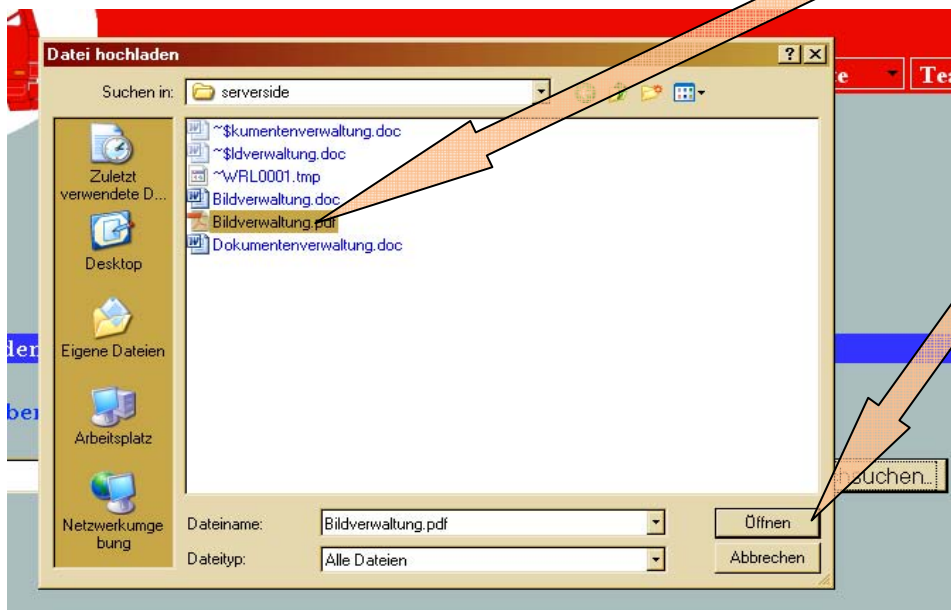 Datei hochladen
Suchen in:
serverside
~$kumentenverwaltung.doc
~$ldverwaltung.doc
~WRL0001.tmp
Bildverwaltung.doc
Bildverwaltung.pdf
Dokumentenverwaltung.doc
Zuletzt
verwendete D...
Desktop
Eigene Dateien
Arbeitsplatz
Netzwerkumge
bung
Dateiname:
Bildverwaltung.pdf
Öffnen
Dateityp:
Alle Dateien
Abbrechen